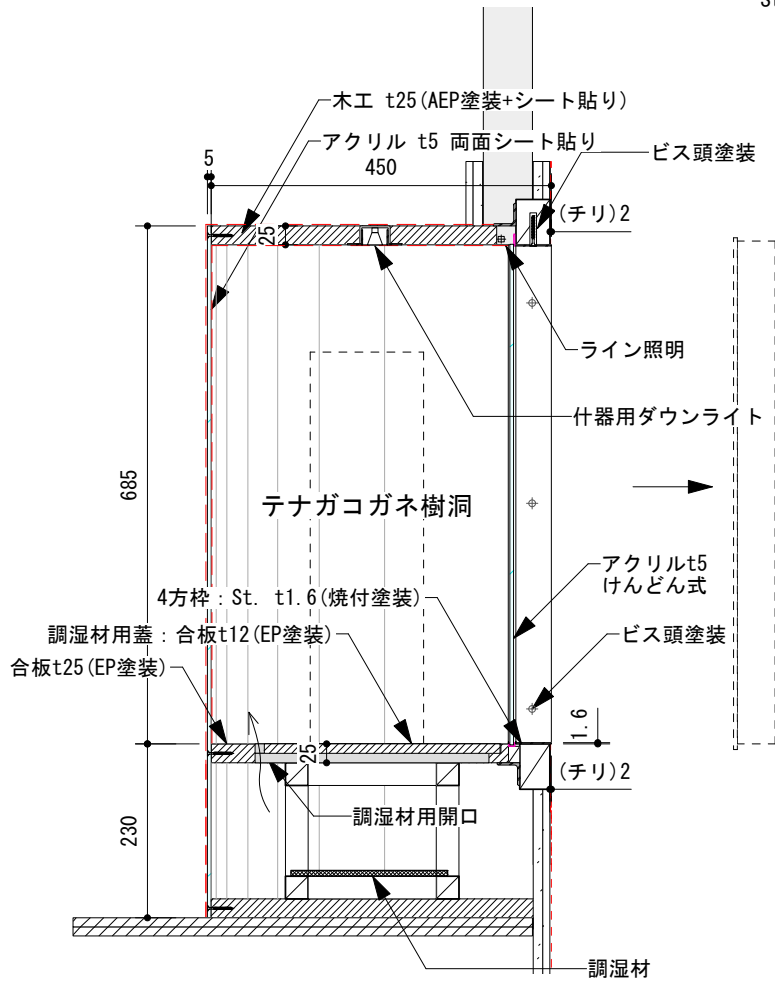 St
木工 t25(AEP塗装+シート貼り)
アクリル t5 両面シート貼り
ビス頭塗装
5
450
(チリ)2
25
ライン照明
什器用ダウンライト
685
テナガコガネ樹洞
アクリルt5
けんどん式
4方枠：St. t1.6(焼付塗装)
調湿材用蓋：合板t12(EP塗装)
ビス頭塗装
合板t25(EP塗装)
1.6
25
(チリ)2
調湿材用開口
230
調湿材